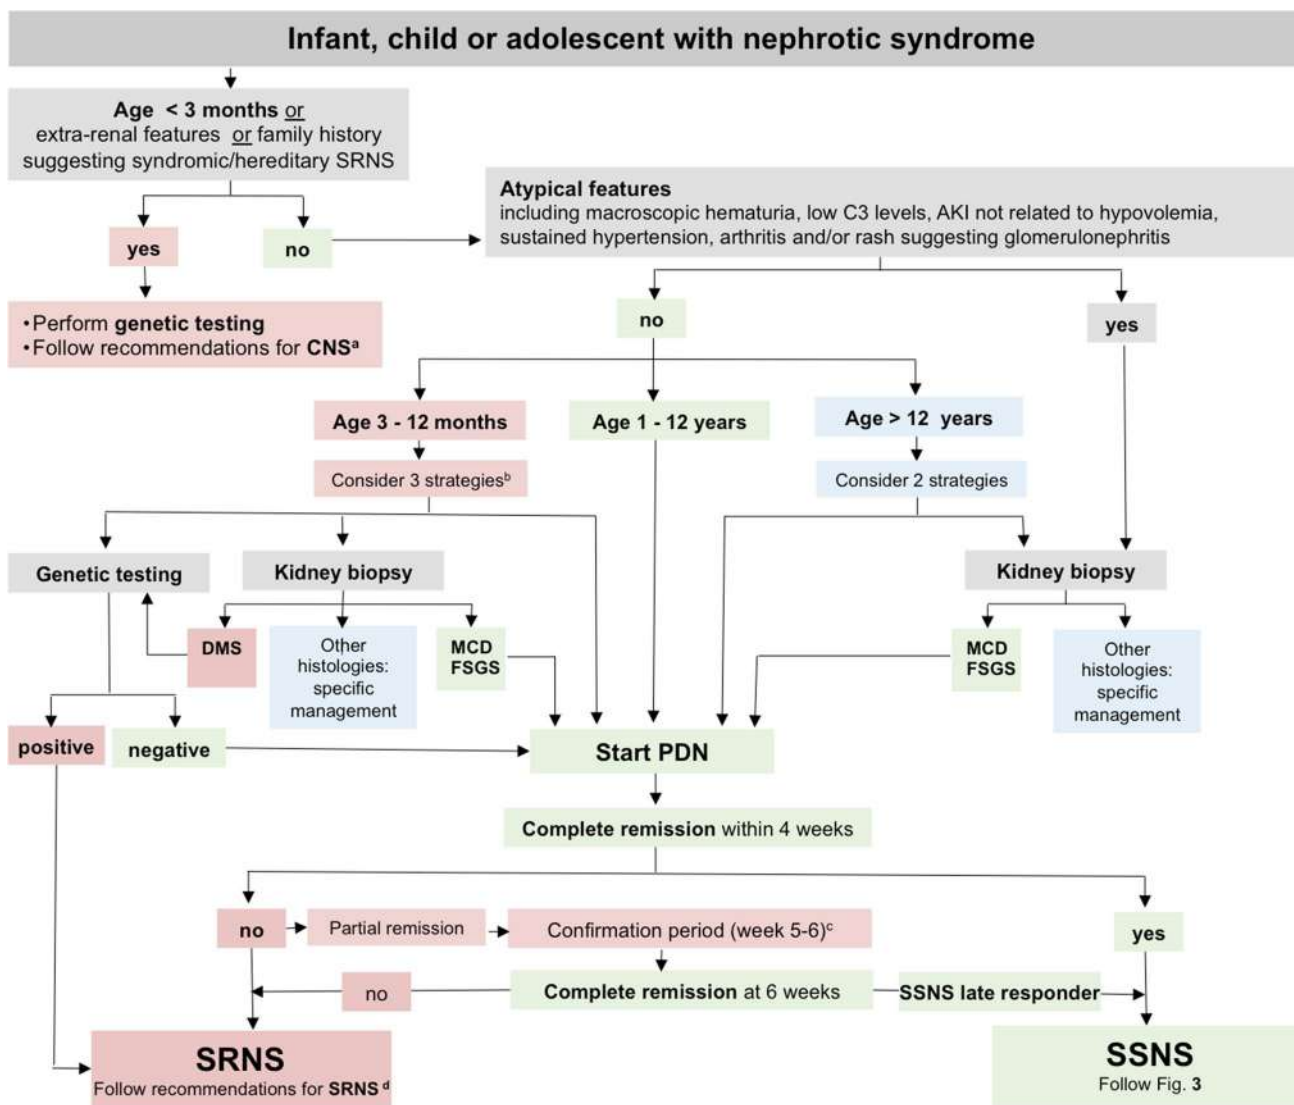 Infant, child or adolescent with nephrotic syndrome
Age < 3 months or
extra-renal features or family history
suggesting syndromic/hereditary SRNS
yes
no
Atypical features
including macroscopic hematuria, low C3 levels, AKI not related to hypovolemia,
sustained hypertension, arthritis and/or rash suggesting glomerulonephritis
•Perform genetic testing
•Follow recommendations for CNSᵃ
no
yes
Age 3 - 12 months
Age 1 - 12 years
Age > 12 years
Consider 3 strategiesᵇ
Consider 2 strategies
Genetic testing
Kidney biopsy
Kidney biopsy
DMS
Other
histologies:
specific
management
MCD
FSGS
MCD
FSGS
Other
histologies:
specific
management
positive
negative
Start PDN
Complete remission within 4 weeks
no
Partial remission
Confirmation period (week 5-6)ᶜ
yes
no
Complete remission at 6 weeks
SSNS late responder
SRNS
Follow recommendations for SRNS ᵈ
SSNS
Follow Fig. 3